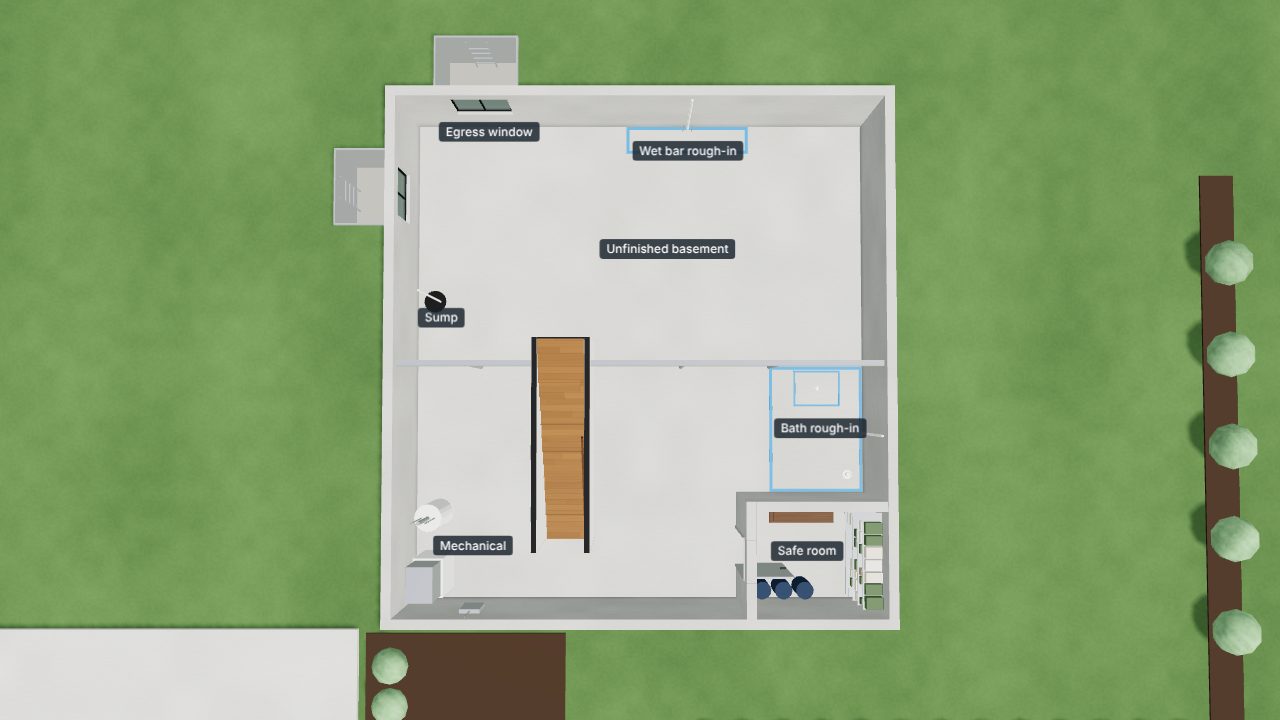 Egress window
Wet bar rough-in
Unfinished basement
Sump
Bath rough-in
Mechanical
Safe room